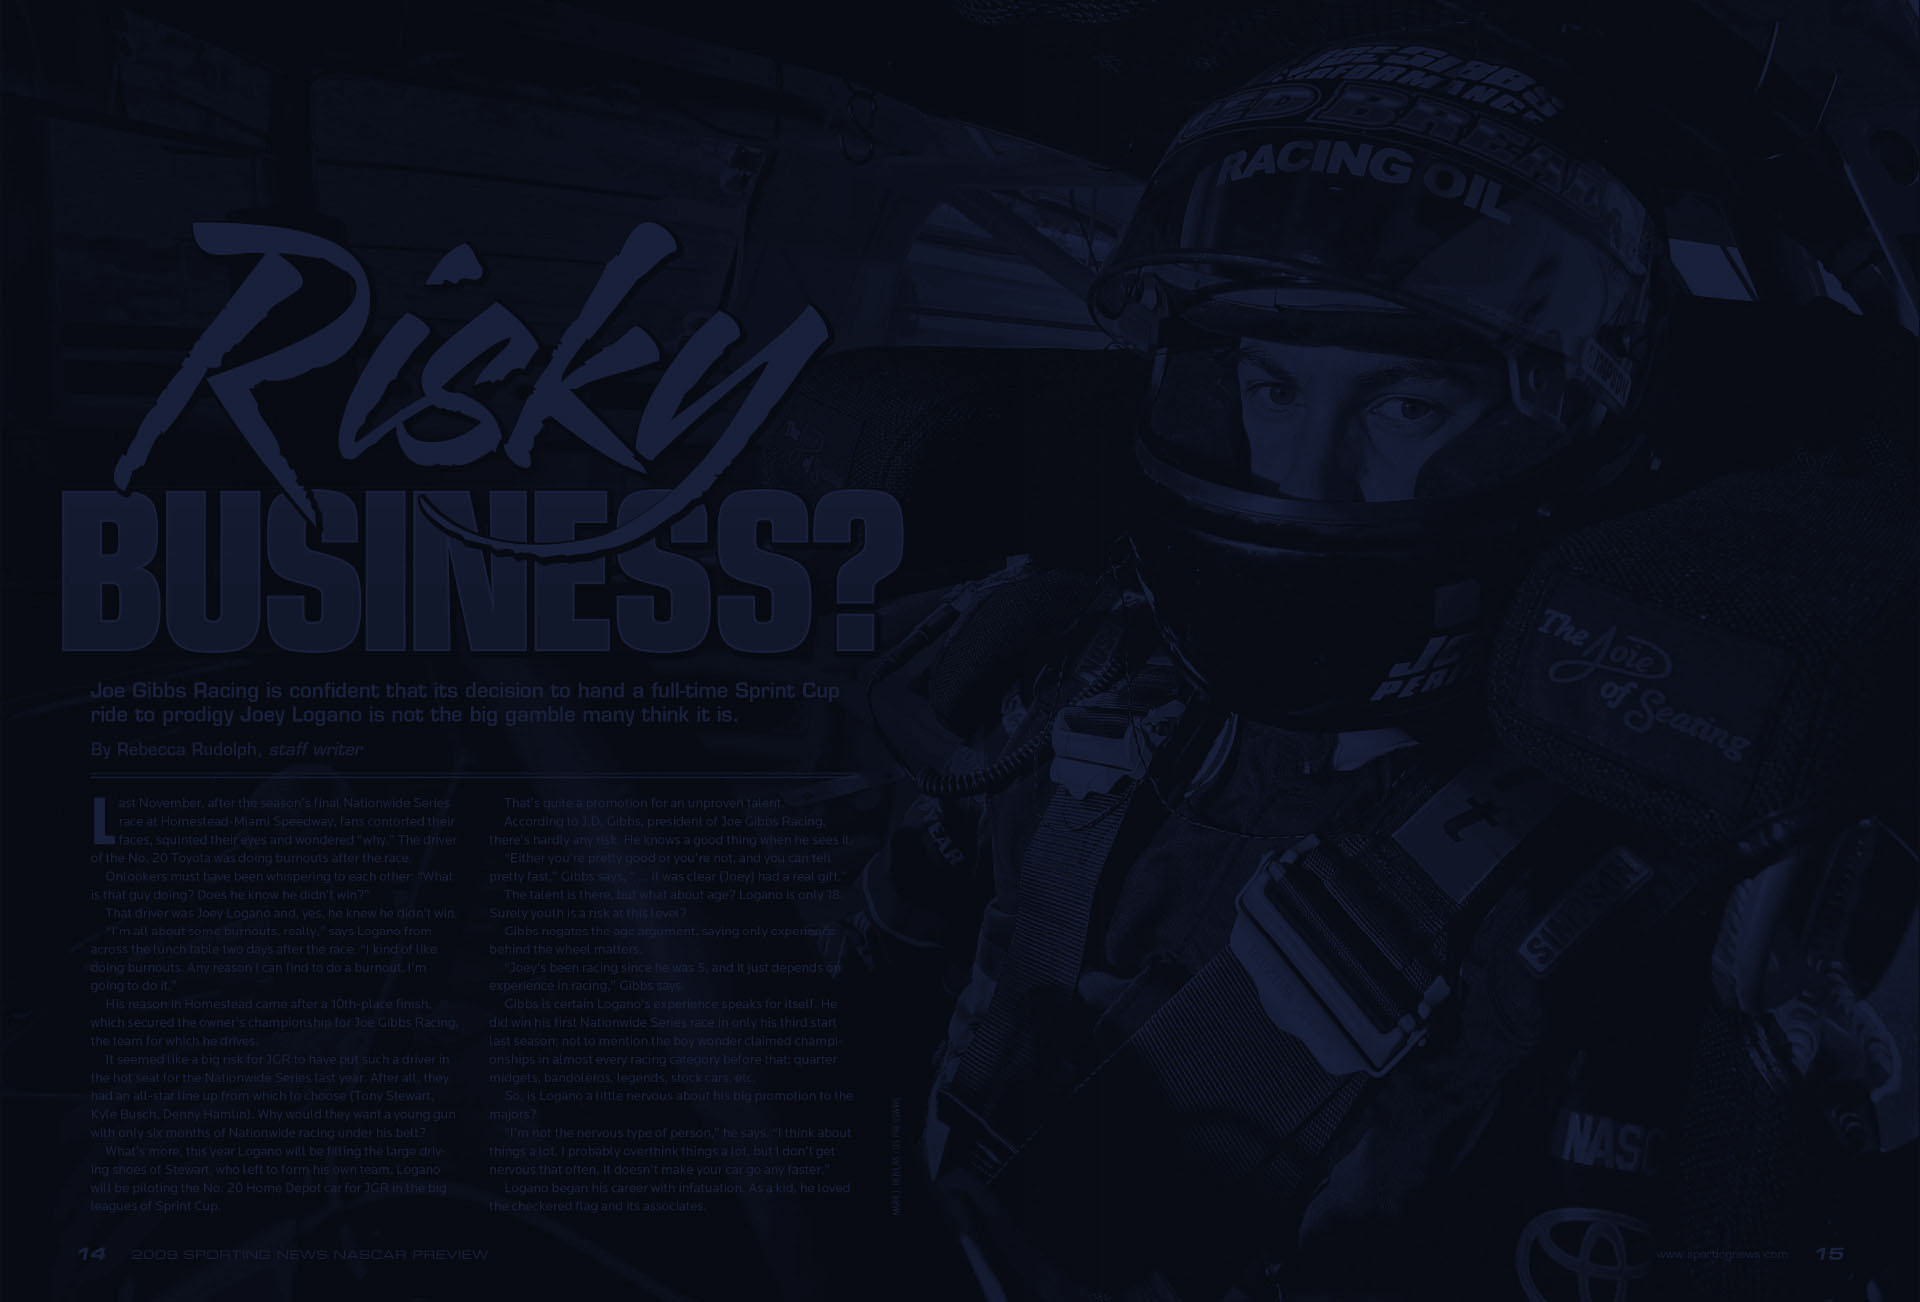 Risky
BUSINESS?
Joe Gibbs Racing is confident that its decision to hand a full-time Sprint Cup
ride to prodigy Joey Logano is not the big gamble many think it is.
By Rebecca Rudolph, staff writer
Last November, after the season's final Nationwide Series
race at Homestead-Miami Speedway, fans contorted their
faces, squinted their eyes and wondered "why." The driver
of the No. 20 Toyota was doing burnouts after the race.
Onlookers must have been whispering to each other: "What
is that guy doing? Does he know he didn't win?"
That driver was Joey Logano and, yes, he knew he didn't win.
"I'm all about some burnouts, really," says Logano from
across the lunch table two days after the race. "I kind of like
doing burnouts. Any reason I can find to do a burnout, I'm
going to do it."
His reason in Homestead came after a 10th-place finish,
which secured the owner's championship for Joe Gibbs Racing,
the team for which he drives.
It seemed like a big risk for JGR to have put such a driver in
the hot seat for the Nationwide Series last year. After all, they
had an all-star line up from which to choose (Tony Stewart,
Kyle Busch, Denny Hamlin). Why would they want a young gun
with only six months of Nationwide racing under his belt?
What's more, this year Logano will be filling the large driv-
ing shoes of Stewart, who left to form his own team. Logano
will be piloting the No. 20 Home Depot car for JGR in the big
leagues of Sprint Cup.
That's quite a promotion for an unproven talent.
According to J.D. Gibbs, president of Joe Gibbs Racing,
there's hardly any risk. He knows a good thing when he sees it.
"Either you're pretty good or you're not, and you can tell
pretty fast," Gibbs says. "... it was clear (Joey) had a real gift."
The talent is there, but what about age? Logano is only 18.
Surely youth is a risk at this level?
Gibbs negates the age argument, saying only experience
behind the wheel matters.
"Joey's been racing since he was 5, and it just depends on
experience in racing," Gibbs says.
Gibbs is certain Logano's experience speaks for itself. He
did win his first Nationwide Series race in only his third start
last season; not to mention the boy wonder claimed champi-
onships in almost every racing category before that: quarter
midgets, bandoleros, legends, stock cars, etc.
So, is Logano a little nervous about his big promotion to the
majors?
"I'm not the nervous type of person," he says. "I think about
things a lot. I probably overthink things a lot, but I don't get
nervous that often. It doesn't make your car go any faster."
Logano began his career with infatuation. As a kid, he loved
the checkered flag and its associates.
14 2009 SPORTING NEWS NASCAR PREVIEW
JOE GIBBS
PERFORMANCE
RACING OIL
The Joie
of Seating
YEAR
t
NASC
www.sportingnews.com 15